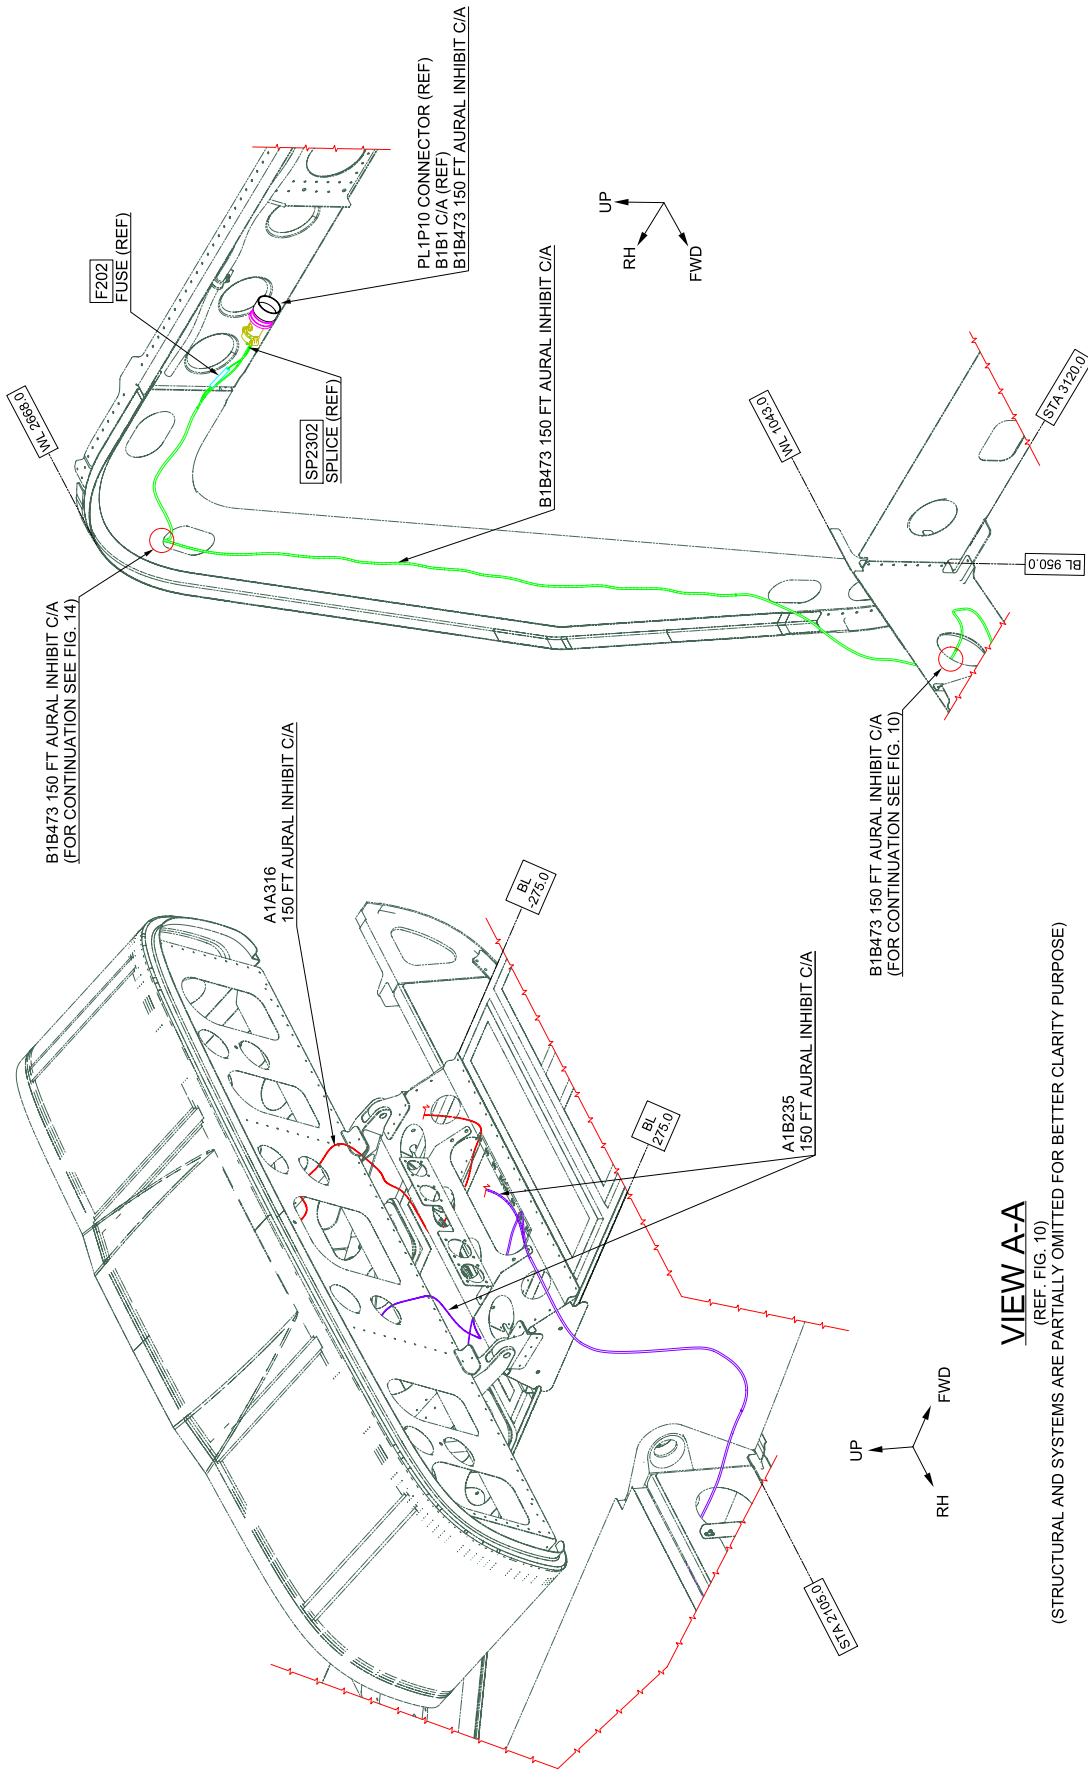 B1B473 150 FT AURAL INHIBIT C/A
(FOR CONTINUATION SEE FIG. 14)
WL 2668.0
F202
FUSE (REF)
SP2302
SPLICE (REF)
PL1P10 CONNECTOR (REF)
B1B1 C/A (REF)
B1B473 150 FT AURAL INHIBIT C/A
B1B473 150 FT AURAL INHIBIT C/A
UP
RH
FWD
WL 1043.0
STA 3120.0
BL 950.0
B1B473 150 FT AURAL INHIBIT C/A
(FOR CONTINUATION SEE FIG. 10)
A1A316
150 FT AURAL INHIBIT C/A
BL
-275.0
BL
275.0
A1B235
150 FT AURAL INHIBIT C/A
STA 2105.0
UP
RH
FWD
VIEW A-A
(REF. FIG. 10)
(STRUCTURAL AND SYSTEMS ARE PARTIALLY OMITTED FOR BETTER CLARITY PURPOSE)